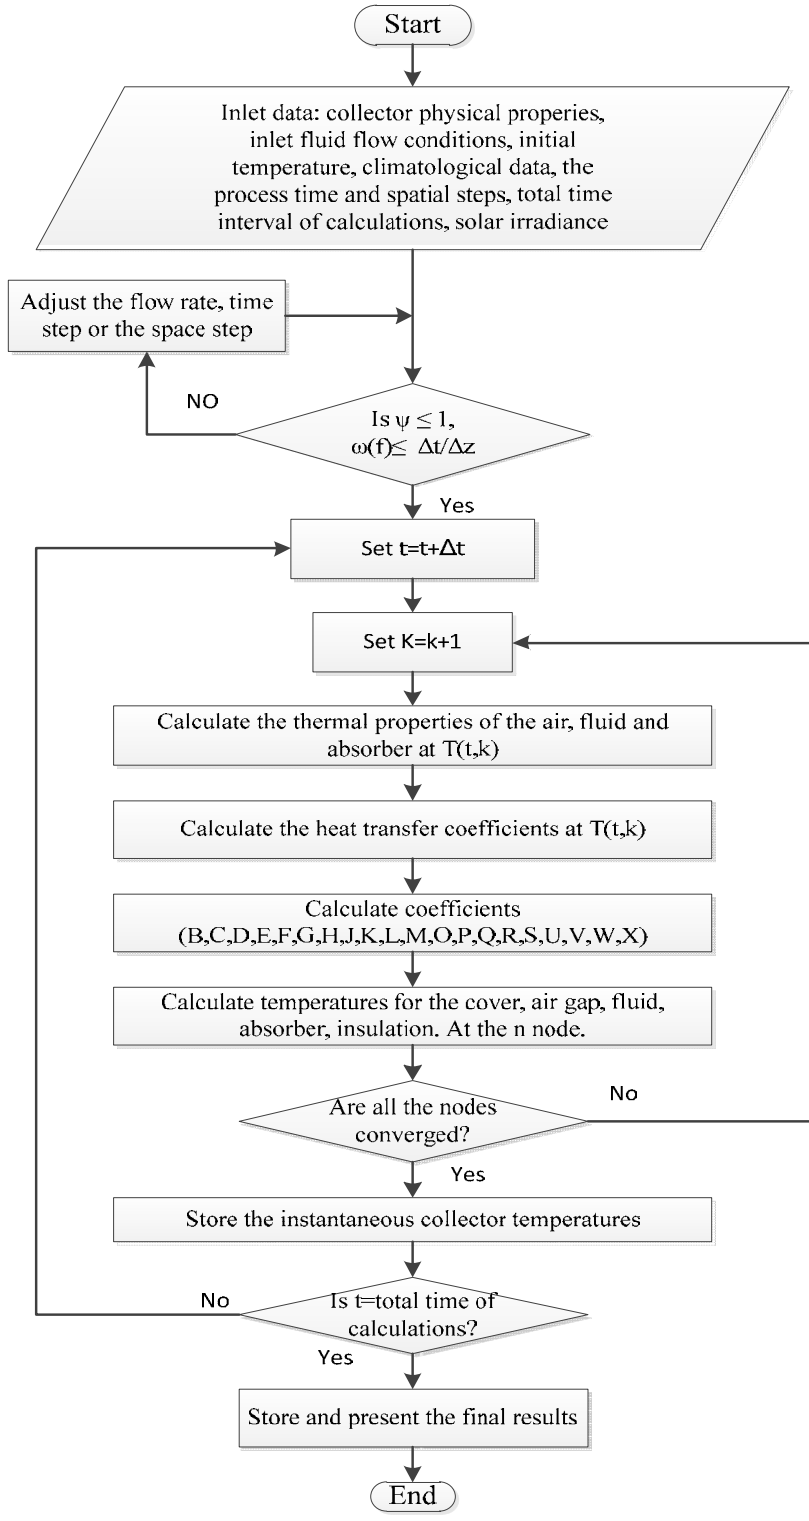 Start
Inlet data: collector physical properies,
inlet fluid flow conditions, initial
temperature, climatological data, the
process time and spatial steps, total time
interval of calculations, solar irradiance
Adjust the flow rate, time
step or the space step
NO
Is ψ ≤ 1,
ω(f)≤ Δt/Δz
Yes
Set t=t+Δt
Set K=k+1
Calculate the thermal properties of the air, fluid and
absorber at T(t,k)
Calculate the heat transfer coefficients at T(t,k)
Calculate coefficients
(B,C,D,E,F,G,H,J,K,L,M,O,P,Q,R,S,U,V,W,X)
Calculate temperatures for the cover, air gap, fluid,
absorber, insulation. At the n node.
Are all the nodes
converged?
No
Yes
Store the instantaneous collector temperatures
Is t=total time of
calculations?
No
Yes
Store and present the final results
End